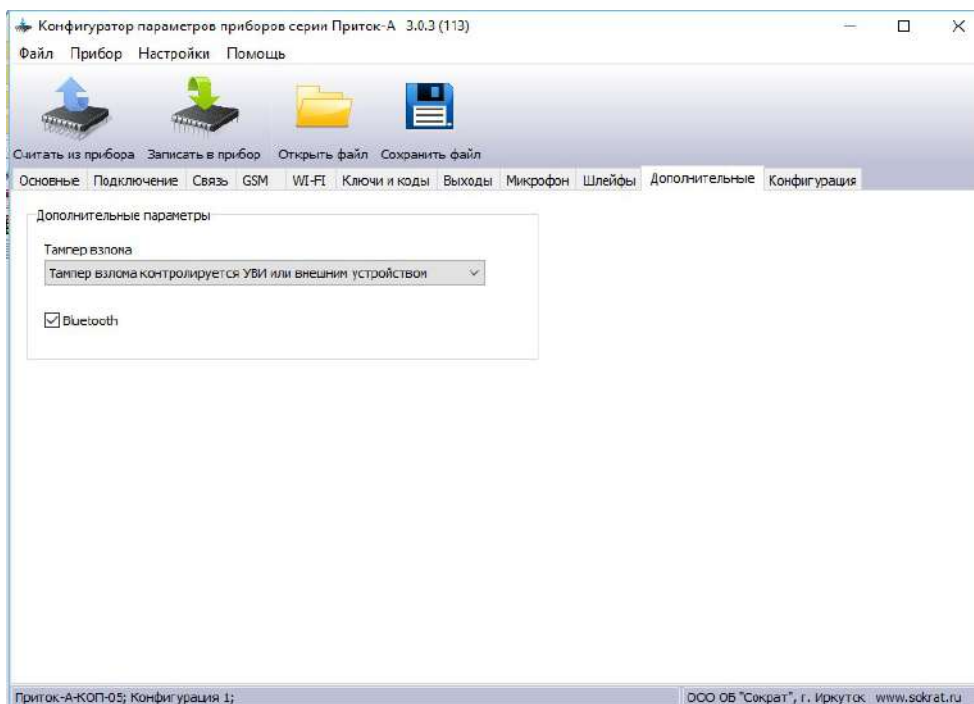 Конфигуратор параметров приборов серии Приток-А 3.0.3 (113)
Файл Прибор Настройки Помощь
Считать из прибора Записать в прибор Открыть файл Сохранить файл
Основные Подключение Связь GSM WI-FI Ключи и коды Выходы Микрофон Шлейфы Дополнительные Конфигурация
Дополнительные параметры
Тампер взлома
Тампер взлома контролируется УВИ или внешним устройством
Bluetooth
Приток-А-КОП-05; Конфигурация 1; ООО ОБ "Сократ", г. Иркутск www.sokrat.ru